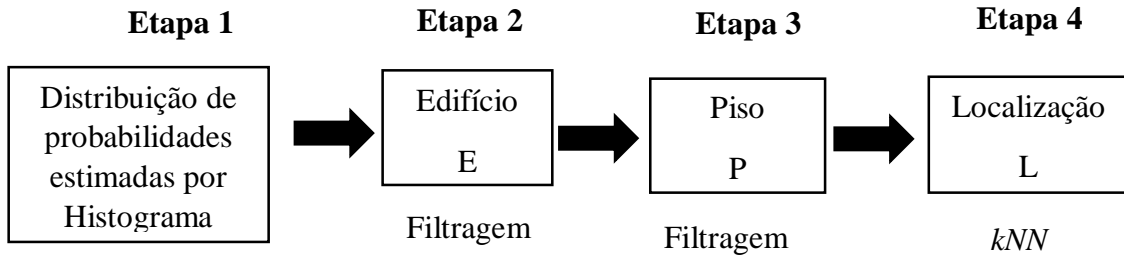 Etapa 1
Etapa 2
Etapa 3
Etapa 4
Distribuição de
probabilidades
estimadas por
Histograma
Edifício
E
Piso
P
Localização
L
Filtragem
Filtragem
kNN